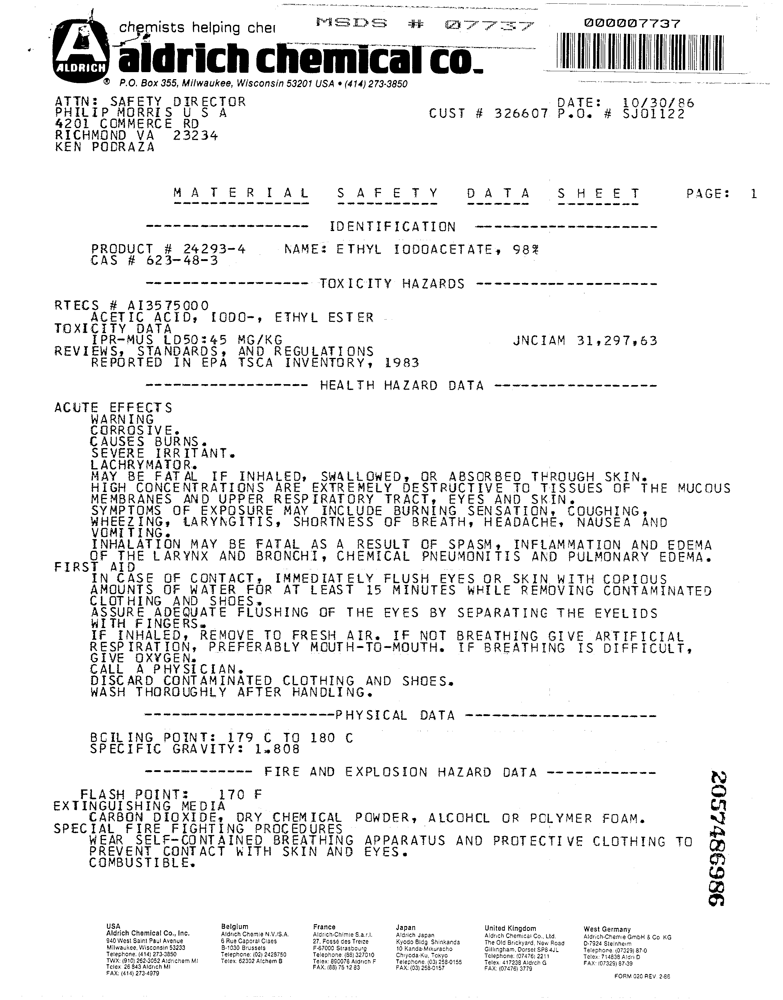 chemists helping che
MSDS # 07737
000007737
ALDRICH
aldrich chemical co.
® P.O. Box 355, Milwaukee, Wisconsin 53201 USA • (414) 273-3850
ATTN: SAFETY DIRECTOR
PHILIP MORRIS U S A
4201 COMMERCE RD
RICHMOND VA 23234
KEN PODRAZA
DATE: 10/30/86
CUST # 326607 P.O. # SJ01122
MATERIAL SAFETY DATA SHEET PAGE: 1
------------------ IDENTIFICATION --------------------
PRODUCT # 24293-4 NAME: ETHYL IODOACETATE, 98%
CAS # 623-48-3
------------------ TOXICITY HAZARDS --------------------
RTECS # AI3575000
ACETIC ACID, IODO-, ETHYL ESTER
TOXICITY DATA
IPR-MUS LD50:45 MG/KG JNCIAM 31,297,63
REVIEWS, STANDARDS, AND REGULATIONS
REPORTED IN EPA TSCA INVENTORY, 1983
------------------ HEALTH HAZARD DATA ------------------
ACUTE EFFECTS
WARNING
CORROSIVE.
CAUSES BURNS.
SEVERE IRRITANT.
LACHRYMATOR.
MAY BE FATAL IF INHALED, SWALLOWED, OR ABSORBED THROUGH SKIN.
HIGH CONCENTRATIONS ARE EXTREMELY DESTRUCTIVE TO TISSUES OF THE MUCOUS
MEMBRANES AND UPPER RESPIRATORY TRACT, EYES AND SKIN.
SYMPTOMS OF EXPOSURE MAY INCLUDE BURNING SENSATION, COUGHING,
WHEEZING, LARYNGITIS, SHORTNESS OF BREATH, HEADACHE, NAUSEA AND
VOMITING.
INHALATION MAY BE FATAL AS A RESULT OF SPASM, INFLAMMATION AND EDEMA
OF THE LARYNX AND BRONCHI, CHEMICAL PNEUMONITIS AND PULMONARY EDEMA.
FIRST AID
IN CASE OF CONTACT, IMMEDIATELY FLUSH EYES OR SKIN WITH COPIOUS
AMOUNTS OF WATER FOR AT LEAST 15 MINUTES WHILE REMOVING CONTAMINATED
CLOTHING AND SHOES.
ASSURE ADEQUATE FLUSHING OF THE EYES BY SEPARATING THE EYELIDS
WITH FINGERS.
IF INHALED, REMOVE TO FRESH AIR. IF NOT BREATHING GIVE ARTIFICIAL
RESPIRATION, PREFERABLY MOUTH-TO-MOUTH. IF BREATHING IS DIFFICULT,
GIVE OXYGEN.
CALL A PHYSICIAN.
DISCARD CONTAMINATED CLOTHING AND SHOES.
WASH THOROUGHLY AFTER HANDLING.
---------------------PHYSICAL DATA ---------------------
BOILING POINT: 179 C TO 180 C
SPECIFIC GRAVITY: 1.808
------------ FIRE AND EXPLOSION HAZARD DATA ------------
FLASH POINT: 170 F
EXTINGUISHING MEDIA
CARBON DIOXIDE, DRY CHEMICAL POWDER, ALCOHOL OR POLYMER FOAM.
SPECIAL FIRE FIGHTING PROCEDURES
WEAR SELF-CONTAINED BREATHING APPARATUS AND PROTECTIVE CLOTHING TO
PREVENT CONTACT WITH SKIN AND EYES.
COMBUSTIBLE.
2057486986
USA
Aldrich Chemical Co., Inc.
940 West Saint Paul Avenue
Milwaukee, Wisconsin 53233
Telephone: (414) 273-3850
TWX: (910) 262-3052 Aldrichem MI
Telex: 26 843 Aldrich MI
FAX: (414) 273-4979
Belgium
Aldrich Chemie N.V./S.A.
6 Rue Caporal Claes
B-1030 Brussels
Telephone: (02) 2428750
Telex: 62302 Alchem B
France
Aldrich-Chimie S.a.r.l.
27, Fosse des Treize
F-67000 Strasbourg
Telephone: (88) 327010
Telex: 890076 Aldrich F
FAX: (88) 75 12 83
Japan
Aldrich Japan
Kyodo Bldg. Shinkanda
10 Kanda-Mikuracho
Chiyoda-Ku, Tokyo
Telephone: (03) 258-0155
FAX: (03) 258-0157
United Kingdom
Aldrich Chemical Co., Ltd.
The Old Brickyard, New Road
Gillingham, Dorset SP8 4JL
Telephone: (07476) 2211
Telex: 417238 Aldrich G
FAX: (07476) 3779
West Germany
Aldrich-Chemie GmbH & Co KG
D-7924 Steinheim
Telephone: (07329) 87-0
Telex: 714838 Aldri D
FAX: (07329) 87-39
FORM 020 REV. 2-86